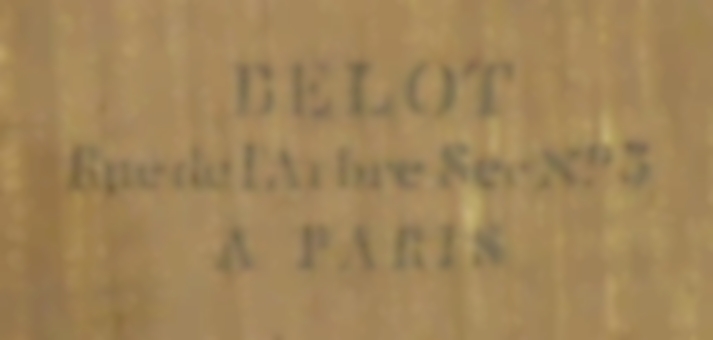 BELOT
Rue de l'Arbre Sec N.º 3
A PARIS